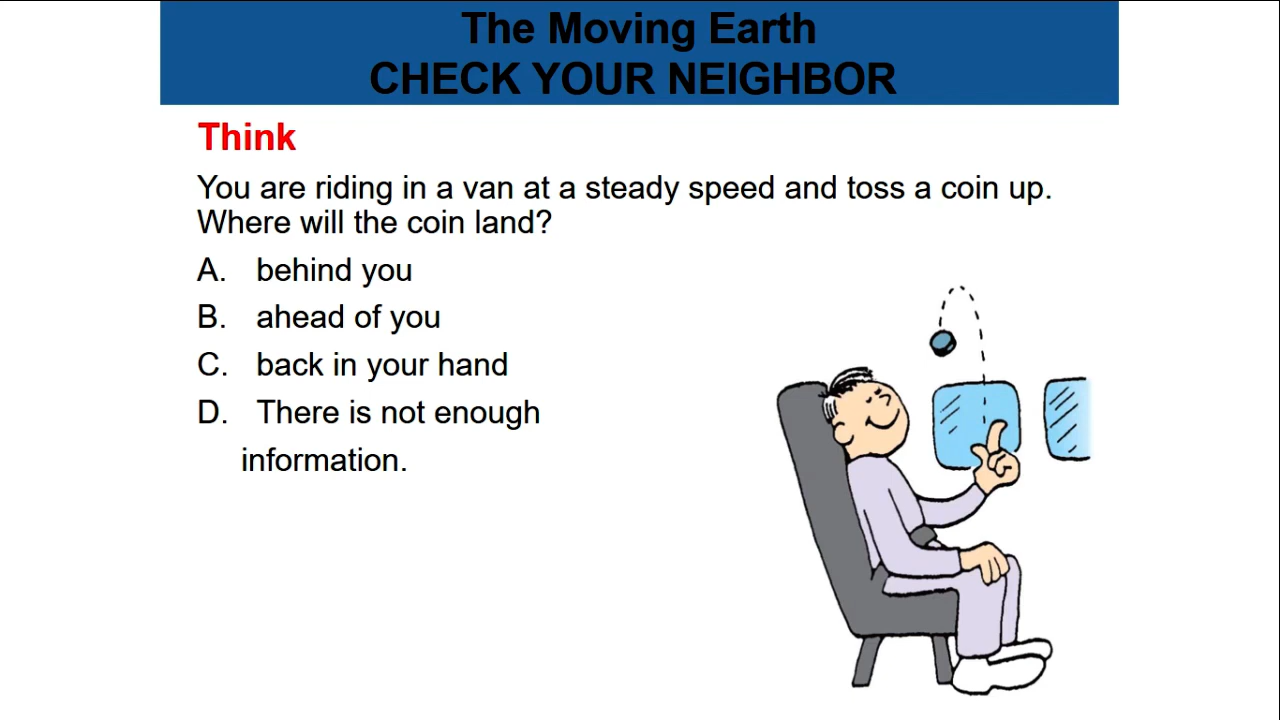 The Moving Earth
CHECK YOUR NEIGHBOR
Think
You are riding in a van at a steady speed and toss a coin up.
Where will the coin land?
A. behind you
B. ahead of you
C. back in your hand
D. There is not enough
information.